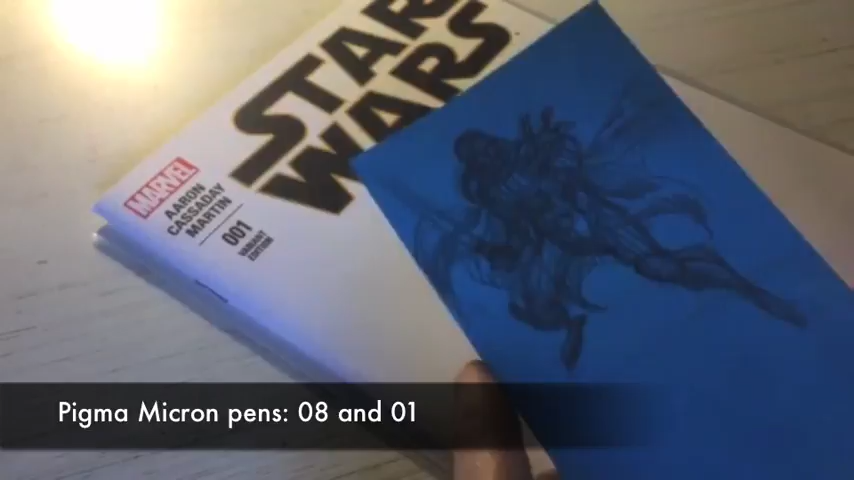 STAR
WARS
MARVEL
AARON
CASSADAY
MARTIN
001
VARIANT
EDITION
Pigma Micron pens: 08 and 01